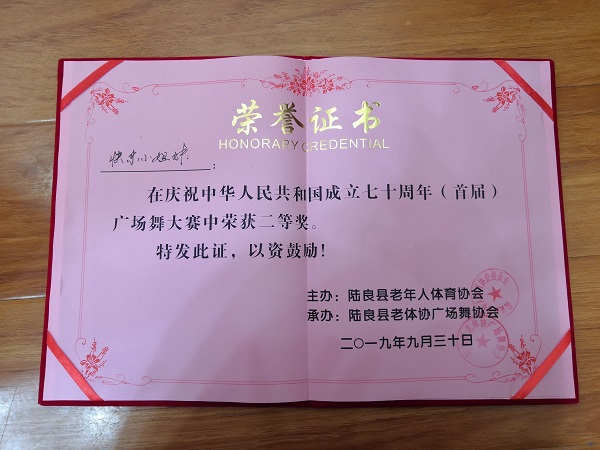 荣誉证书
HONORARY CREDENTIAL
快乐小姐妹：
在庆祝中华人民共和国成立七十周年（首届）
广场舞大赛中荣获二等奖。
特发此证，以资鼓励！
主办：陆良县老年人体育协会
承办：陆良县老体协广场舞协会
二〇一九年九月三十日